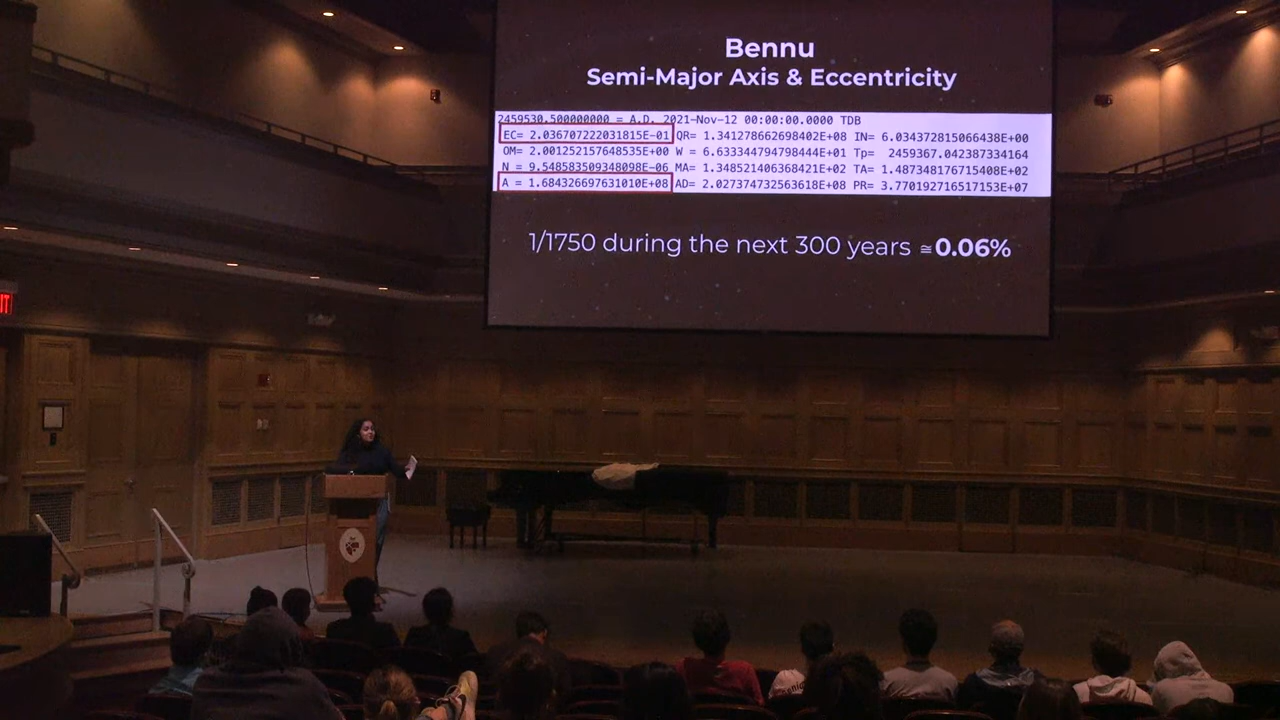 Bennu
Semi-Major Axis & Eccentricity
2459530.500000000 = A.D. 2021-Nov-12 00:00:00.0000 TDB
EC= 2.036707222031815E-01 QR= 1.341278662698402E+08 IN= 6.034372815066438E+00
OM= 2.001252157648535E+00 W = 6.633344794798444E+01 Tp= 2459367.042387334164
N = 9.548583509348098E-06 MA= 1.348521406368421E+02 TA= 1.487348176715408E+02
A = 1.684326697631010E+08 AD= 2.027374732563618E+08 PR= 3.770192716517153E+07
1/1750 during the next 300 years ≅0.06%
IT